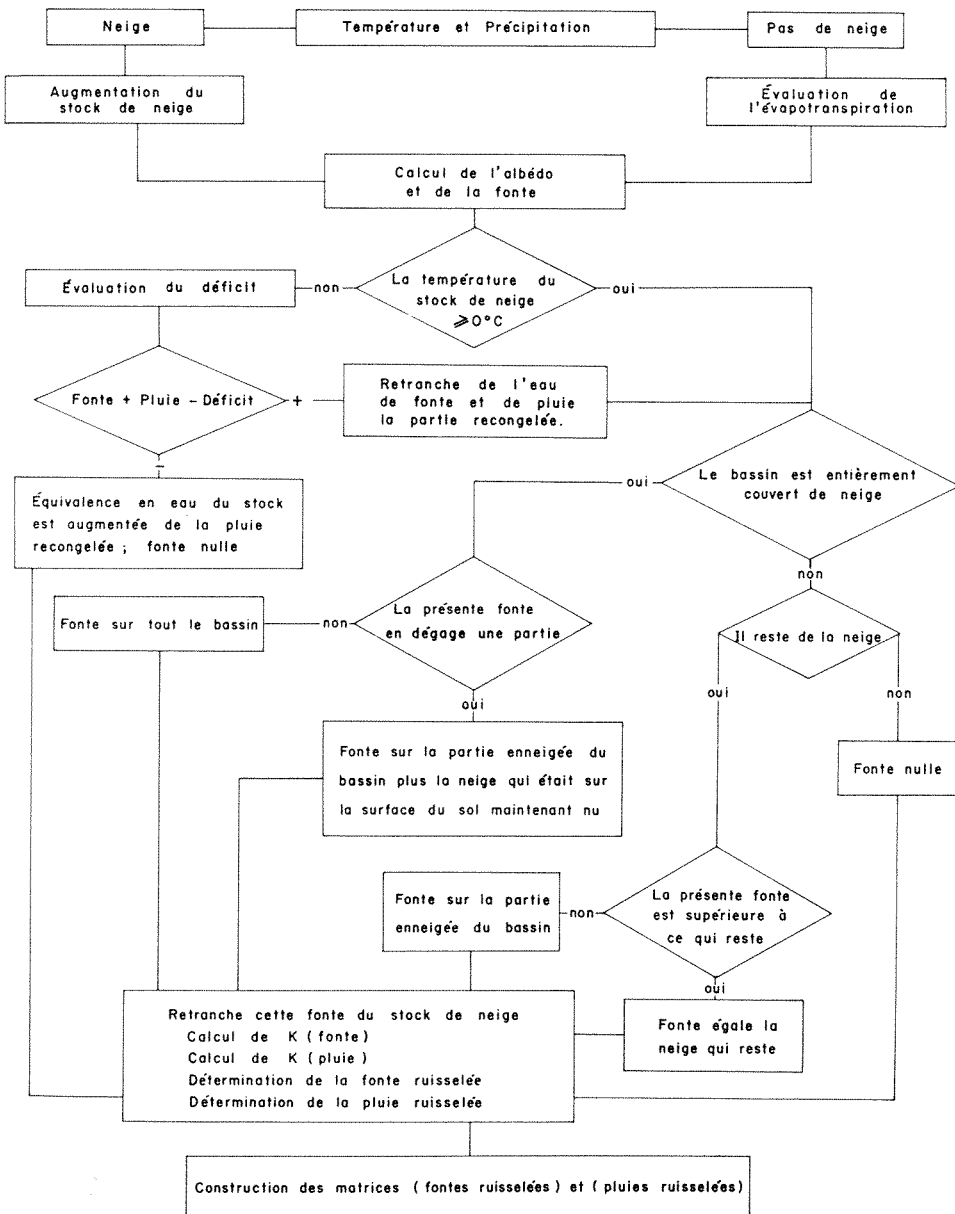 Neige
Température et Précipitation
Pas de neige
Augmentation du
stock de neige
Évaluation de
l'évapotranspiration
Calcul de l'albédo
et de la fonte
Évaluation du déficit
non
La température du
stock de neige
⩾0°C
oui
Fonte + Pluie – Déficit
+
Retranche de l'eau
de fonte et de pluie
la partie recongelée.
–
oui
Le bassin est entièrement
couvert de neige
Équivalence en eau du stock
est augmentée de la pluie
recongelée ; fonte nulle
non
Fonte sur tout le bassin
non
La présente fonte
en dégage une partie
Il reste de la neige
oui
oui
non
Fonte sur la partie enneigée du
bassin plus la neige qui était sur
la surface du sol maintenant nu
Fonte nulle
Fonte sur la partie
enneigée du bassin
non
La présente fonte
est supérieure à
ce qui reste
oui
Retranche cette fonte du stock de neige
Calcul de K ( fonte )
Calcul de K ( pluie )
Détermination de la fonte ruisselée
Détermination de la pluie ruisselée
Fonte égale la
neige qui reste
Construction des matrices ( fontes ruisselées ) et ( pluies ruisselées )